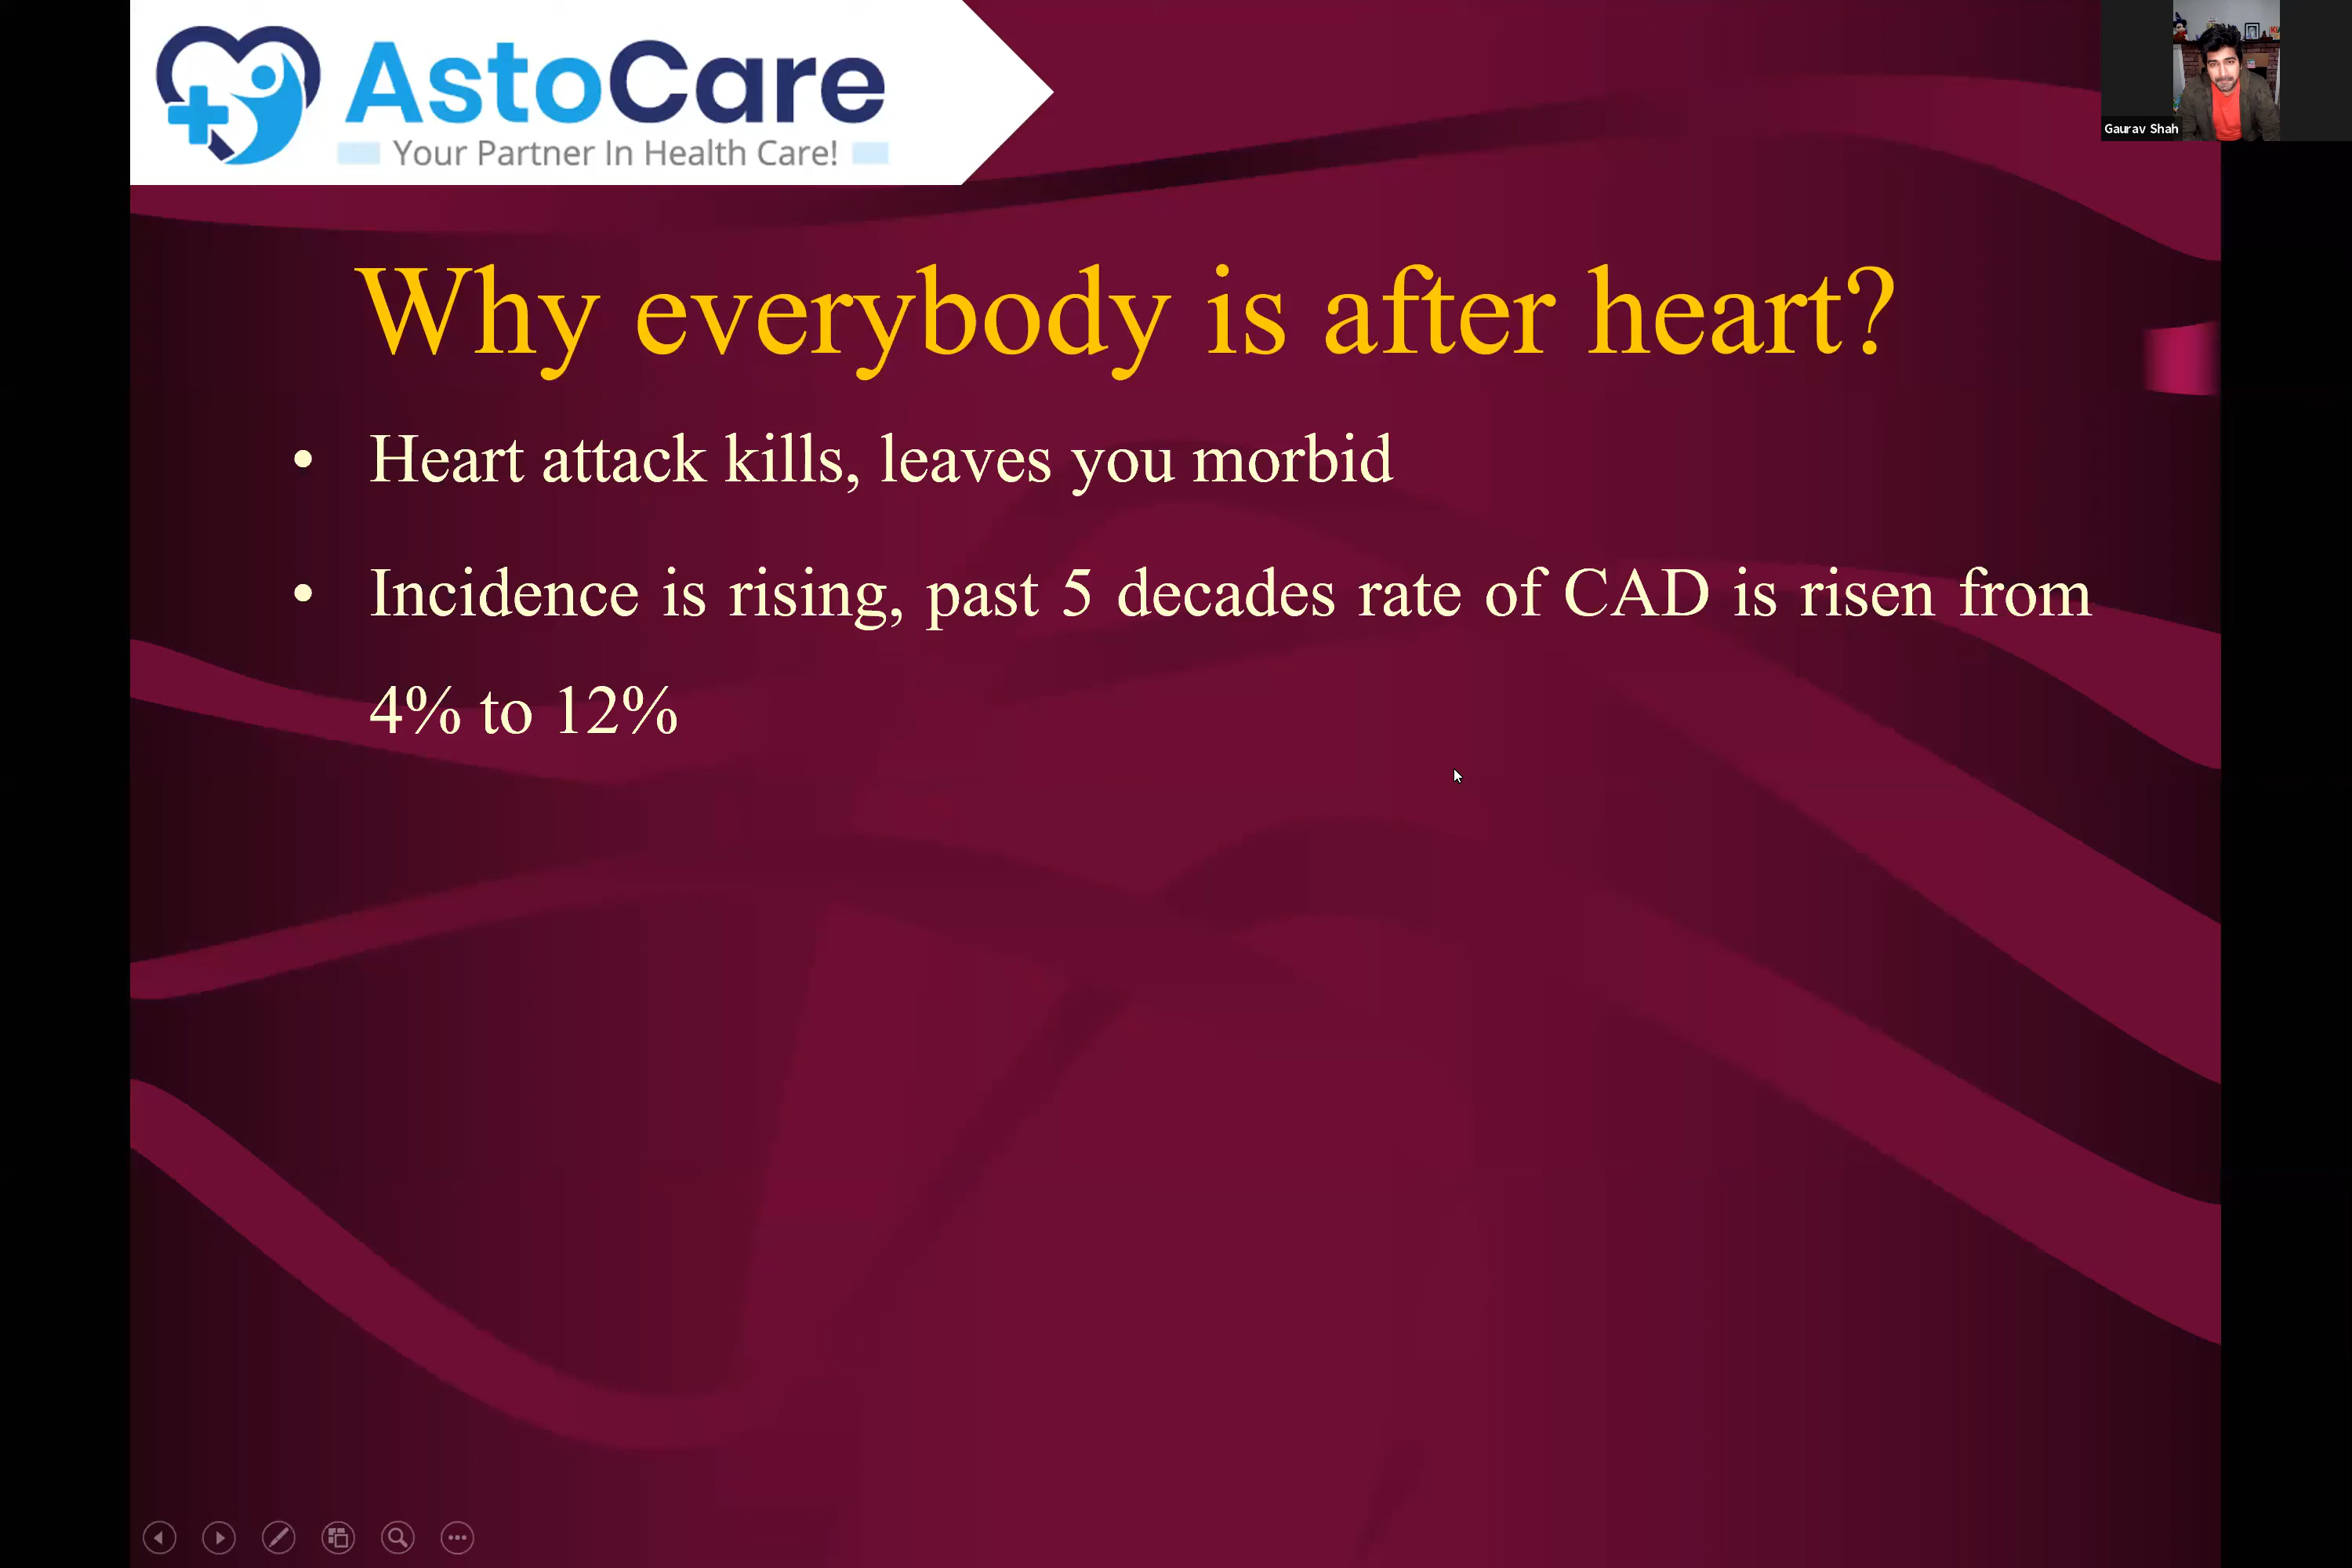 AstoCare
Your Partner In Health Care!
Gaurav Shah
Why everybody is after heart?
• Heart attack kills, leaves you morbid
• Incidence is rising, past 5 decades rate of CAD is risen from
4% to 12%